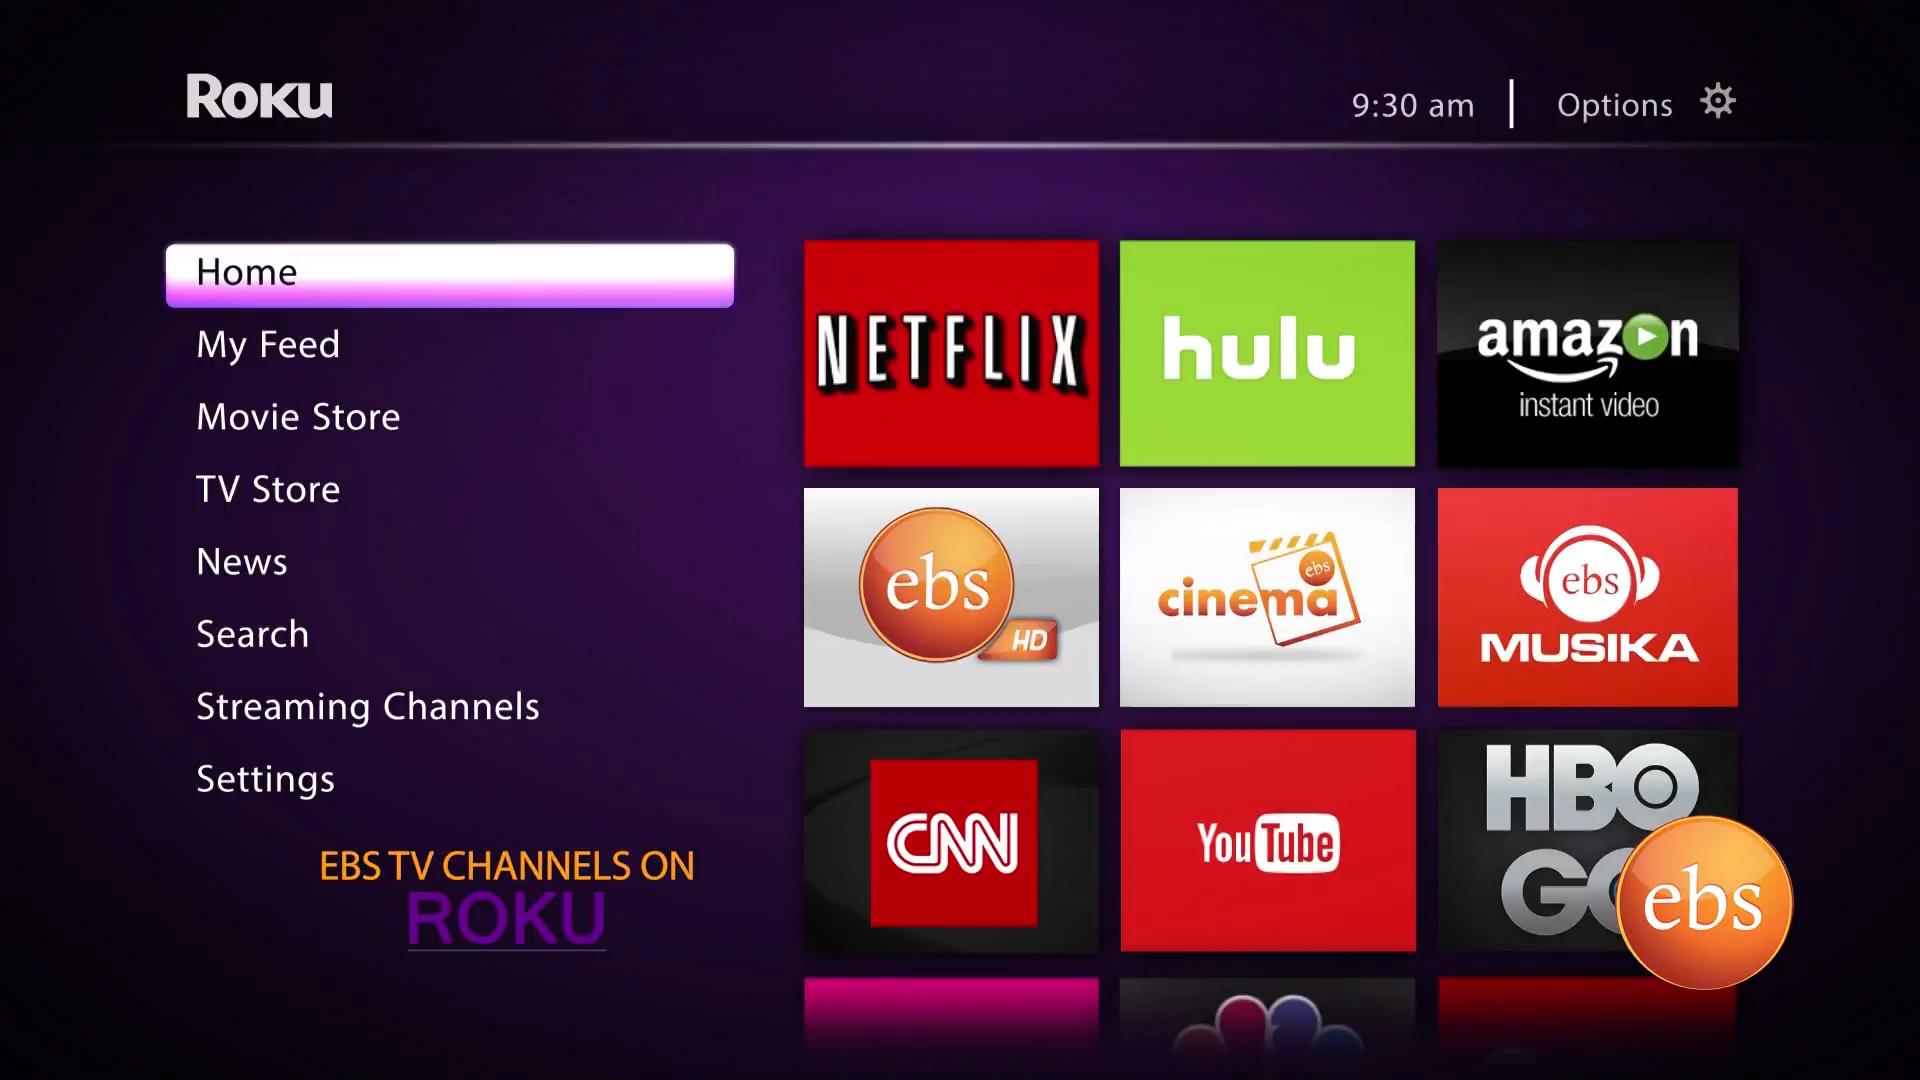 ROKU
9:30 am
Options
Home
My Feed
Movie Store
TV Store
News
Search
Streaming Channels
Settings
EBS TV CHANNELS ON
ROKU
NETFLIX
hulu
amazon
instant video
ebs
HD
ebs
cinema
ebs
MUSIKA
CNN
YouTube
HBO
GO
ebs